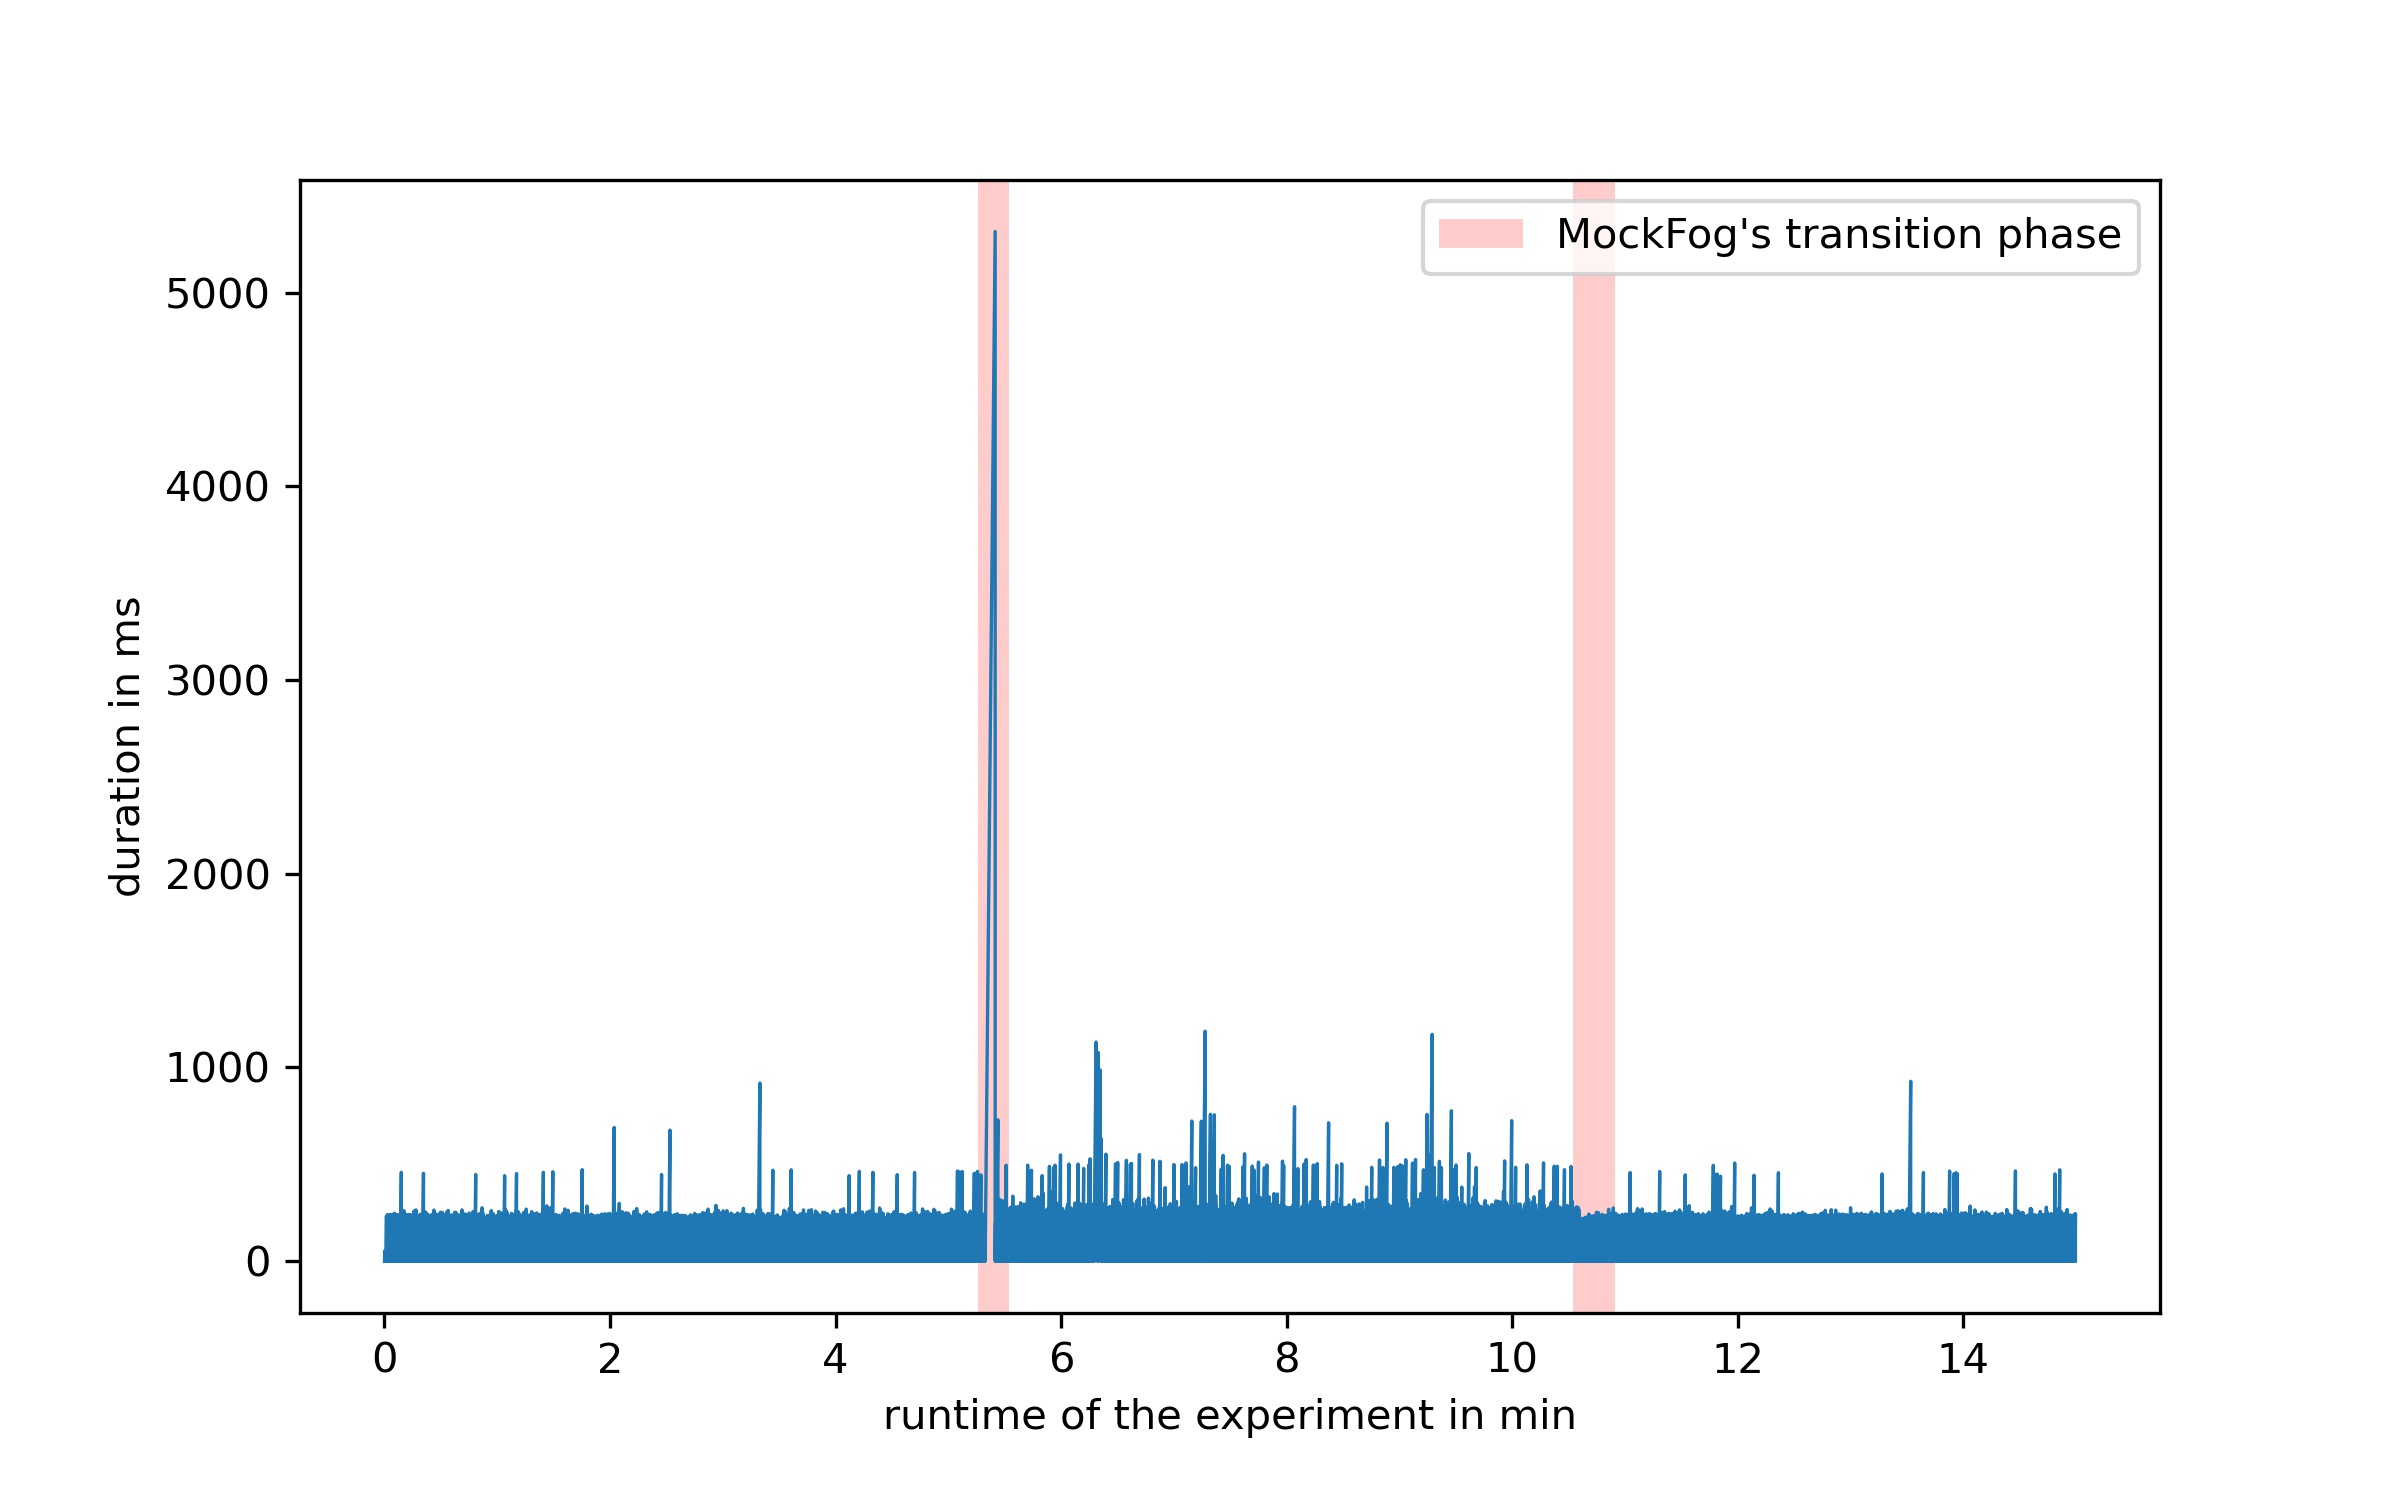 MockFog's transition phase
5000
4000
3000
2000
1000
0
duration in ms
0 2 4 6 8 10 12 14
runtime of the experiment in min